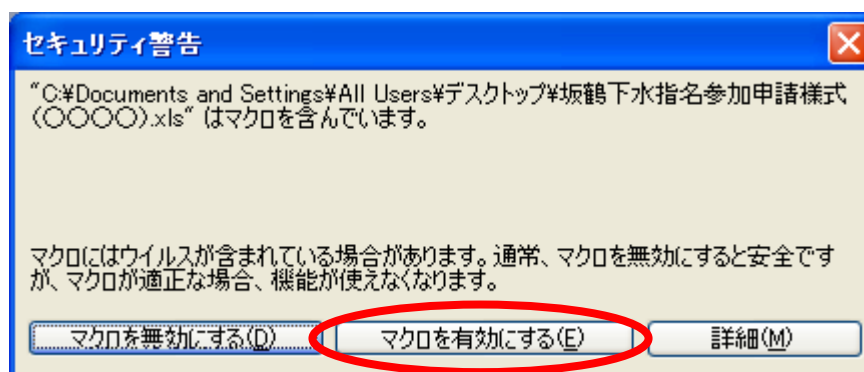 セキュリティ警告
"C:¥Documents and Settings¥All Users¥デスクトップ¥坂鶴下水指名参加申請様式
(〇〇〇〇).xls" はマクロを含んでいます。
マクロにはウイルスが含まれている場合があります。通常、マクロを無効にすると安全です
が、マクロが適正な場合、機能が使えなくなります。
マクロを無効にする(D)
マクロを有効にする(E)
詳細(M)